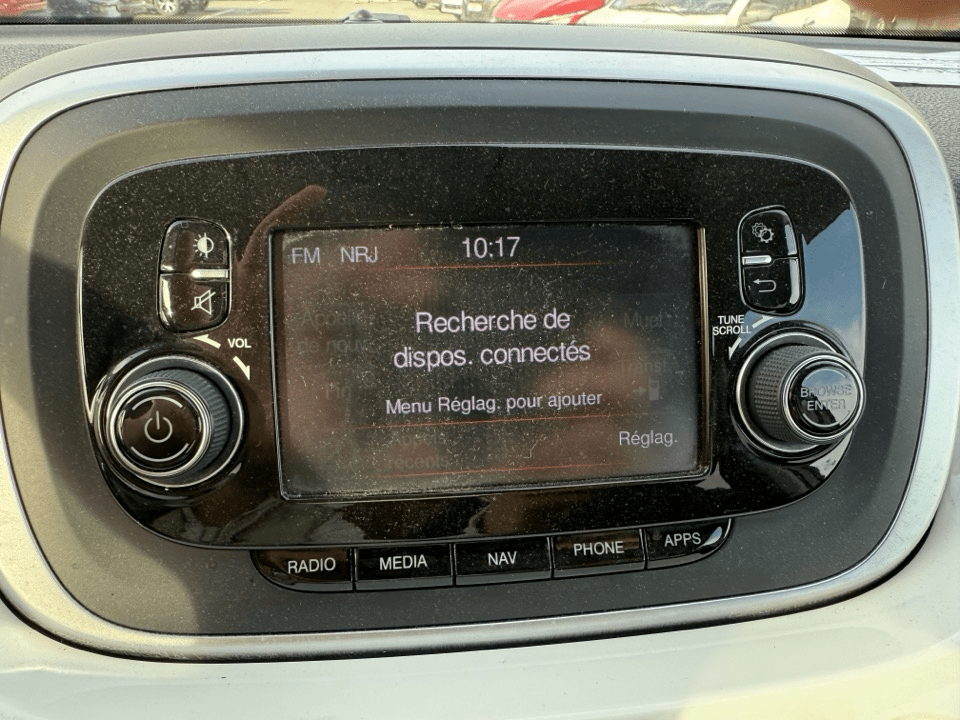 FM NRJ 10:17
Recherche de
dispos. connectés
Menu Réglag. pour ajouter
Réglag.
récents
VOL
TUNE
SCROLL
BROWSE
ENTER
RADIO MEDIA NAV PHONE APPS